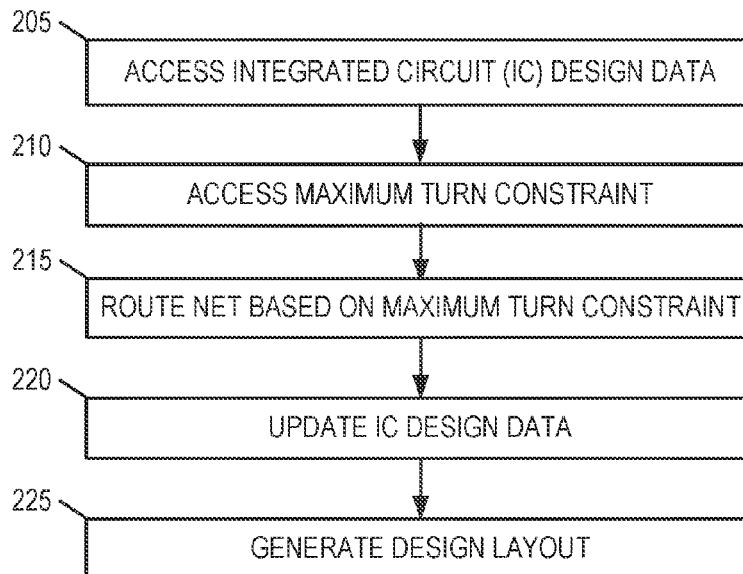 205
ACCESS INTEGRATED CIRCUIT (IC) DESIGN DATA
210
ACCESS MAXIMUM TURN CONSTRAINT
215
ROUTE NET BASED ON MAXIMUM TURN CONSTRAINT
220
UPDATE IC DESIGN DATA
225
GENERATE DESIGN LAYOUT